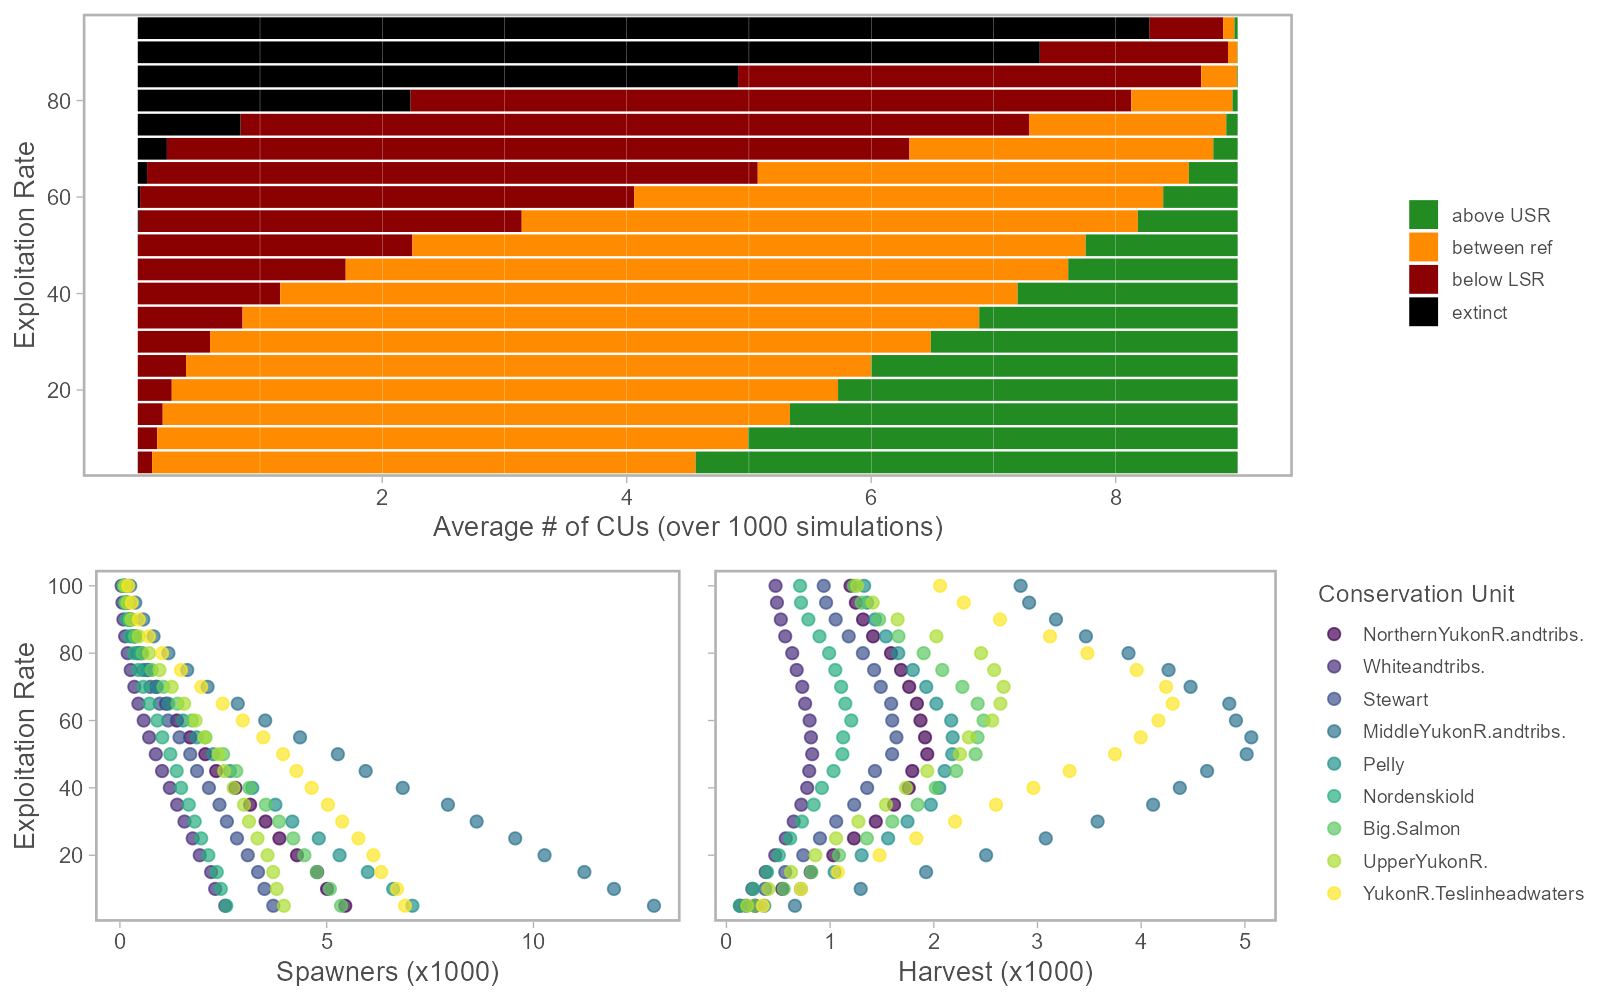 80
60
40
20
Exploitation Rate
2 4 6 8
Average # of CUs (over 1000 simulations)
above USR
between ref
below LSR
extinct
100
80
60
40
20
Exploitation Rate
0 5 10
Spawners (x1000)
0 1 2 3 4 5
Harvest (x1000)
Conservation Unit
NorthernYukonR.andtribs.
Whiteandtribs.
Stewart
MiddleYukonR.andtribs.
Pelly
Nordenskiold
Big.Salmon
UpperYukonR.
YukonR.Teslinheadwaters